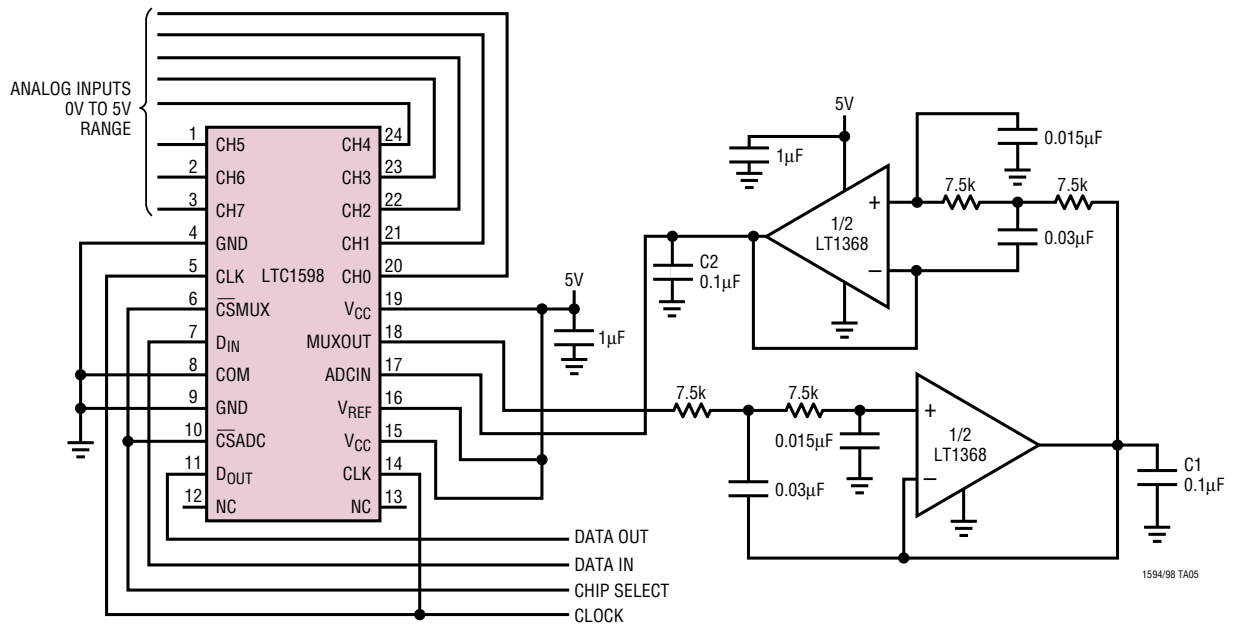 ANALOG INPUTS
0V TO 5V
RANGE
1
CH5
2
CH6
3
CH7
4
GND
5
CLK
6
C̅S̅MUX
7
DIN
8
COM
9
GND
10
C̅S̅ADC
11
DOUT
12
NC
LTC1598
24
CH4
23
CH3
22
CH2
21
CH1
20
CH0
19
VCC
18
MUXOUT
17
ADCIN
16
VREF
15
VCC
14
CLK
13
NC
5V
1µF
5V
1µF
+
1/2
LT1368
–
C2
0.1µF
0.015µF
7.5k
7.5k
0.03µF
7.5k
7.5k
0.015µF
0.03µF
+
1/2
LT1368
–
C1
0.1µF
DATA OUT
DATA IN
CHIP SELECT
CLOCK
1594/98 TA05